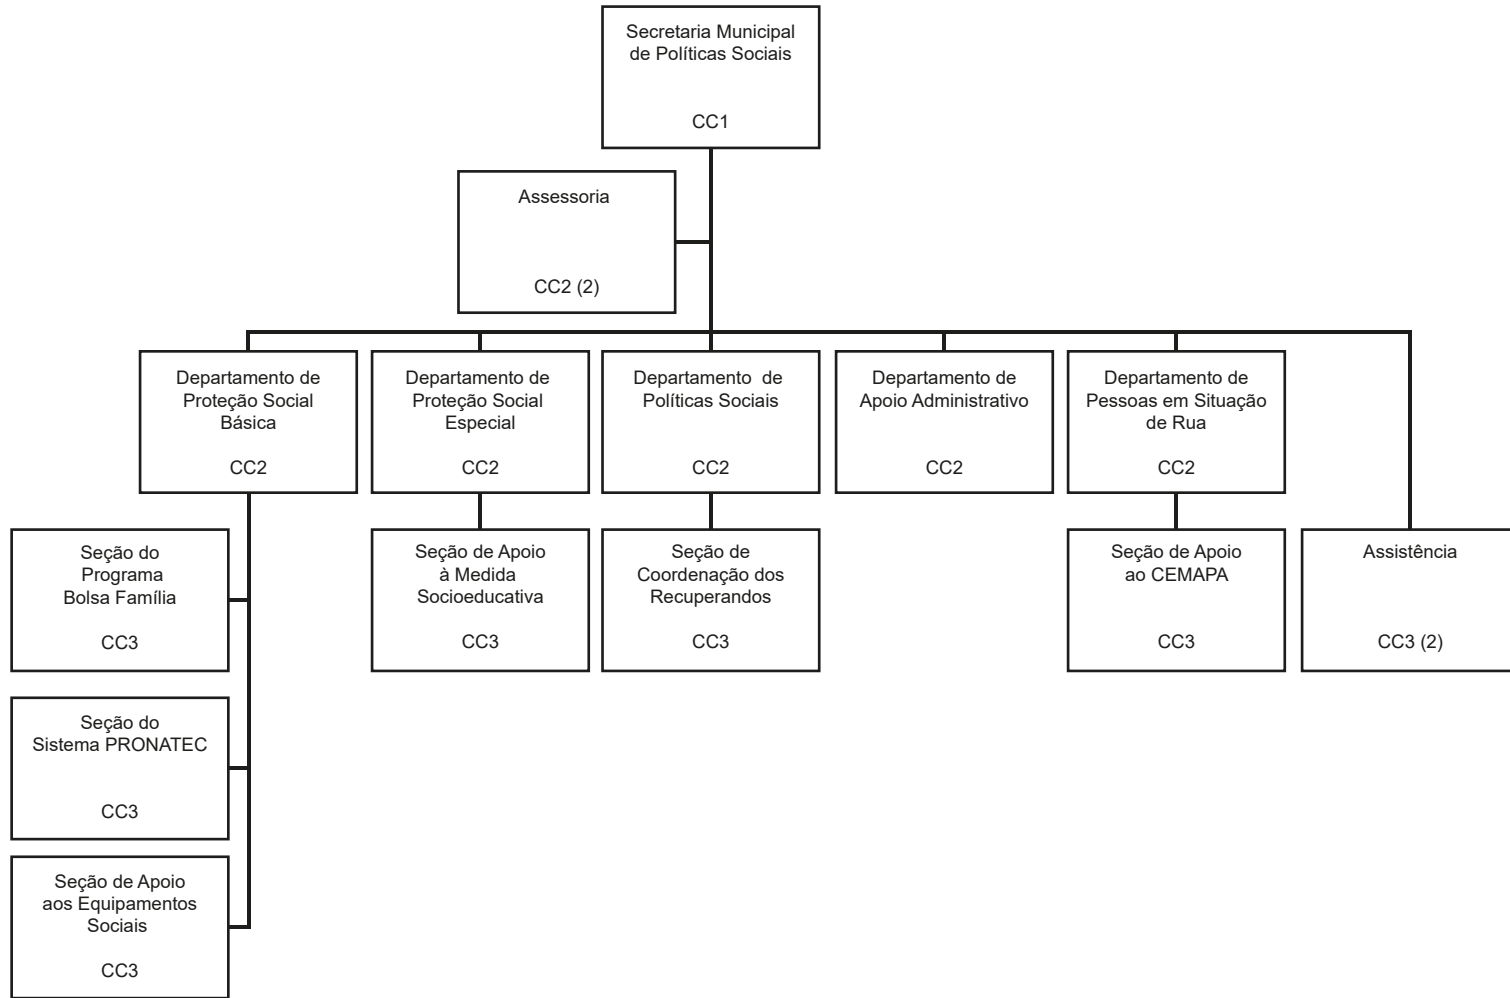 Secretaria Municipal
de Políticas Sociais
CC1
Assessoria
CC2 (2)
Departamento de
Proteção Social
Básica
CC2
Departamento de
Proteção Social
Especial
CC2
Departamento de
Políticas Sociais
CC2
Departamento de
Apoio Administrativo
CC2
Departamento de
Pessoas em Situação
de Rua
CC2
Seção do
Programa
Bolsa Família
CC3
Seção de Apoio
à Medida
Socioeducativa
CC3
Seção de
Coordenação dos
Recuperandos
CC3
Seção de Apoio
ao CEMAPA
CC3
Assistência
CC3 (2)
Seção do
Sistema PRONATEC
CC3
Seção de Apoio
aos Equipamentos
Sociais
CC3